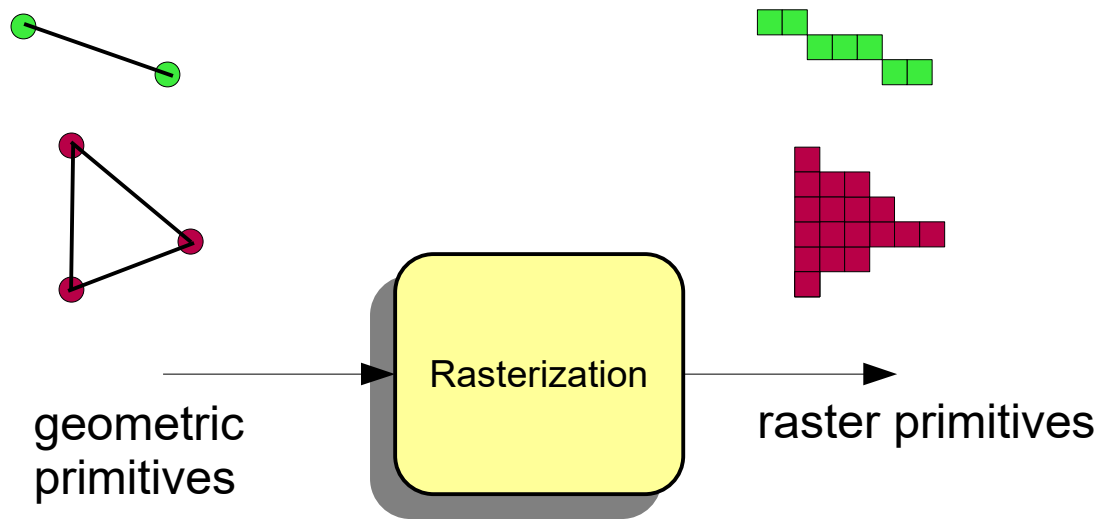 Rasterization
geometric
primitives
raster primitives